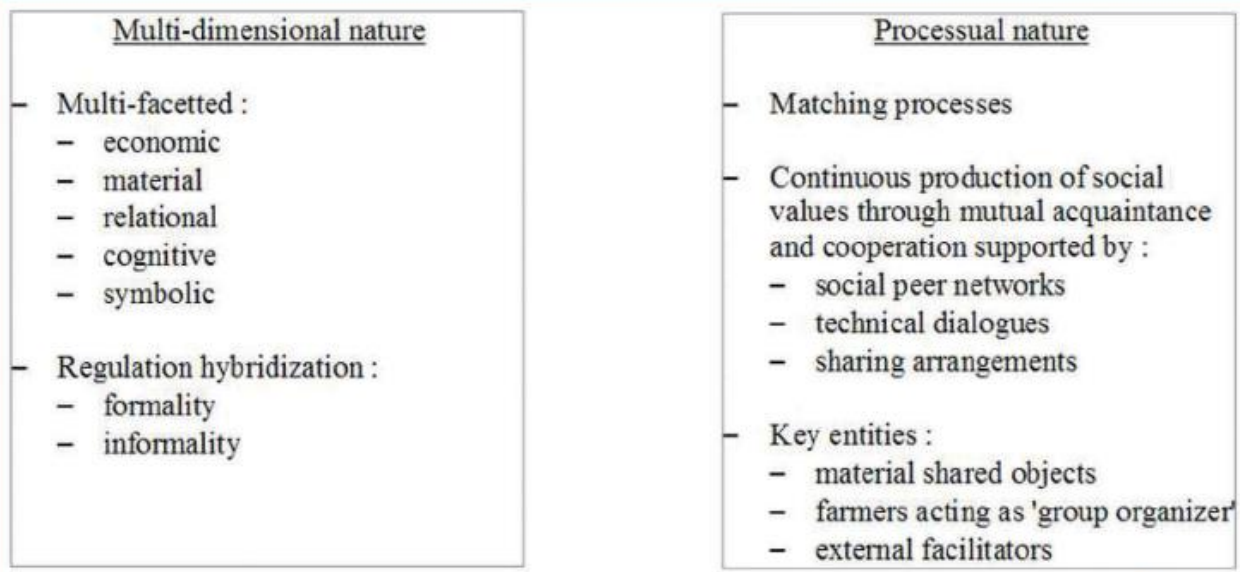 Multi-dimensional nature
– Multi-facetted :
– economic
– material
– relational
– cognitive
– symbolic
– Regulation hybridization :
– formality
– informality
Processual nature
– Matching processes
– Continuous production of social
values through mutual acquaintance
and cooperation supported by :
– social peer networks
– technical dialogues
– sharing arrangements
– Key entities :
– material shared objects
– farmers acting as 'group organizer'
– external facilitators